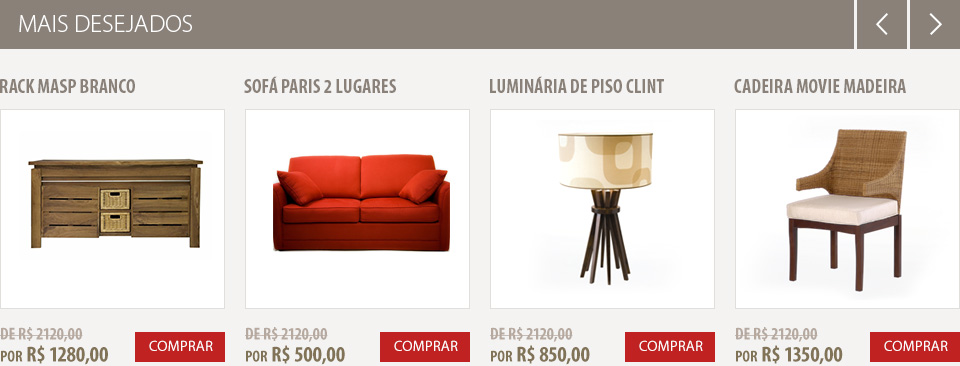 MAIS DESEJADOS
RACK MASP BRANCO
SOFÁ PARIS 2 LUGARES
LUMINÁRIA DE PISO CLINT
CADEIRA MOVIE MADEIRA
DE R$ 2120,00
POR R$ 1280,00
COMPRAR
DE R$ 2120,00
POR R$ 500,00
COMPRAR
DE R$ 2120,00
POR R$ 850,00
COMPRAR
DE R$ 2120,00
POR R$ 1350,00
COMPRAR